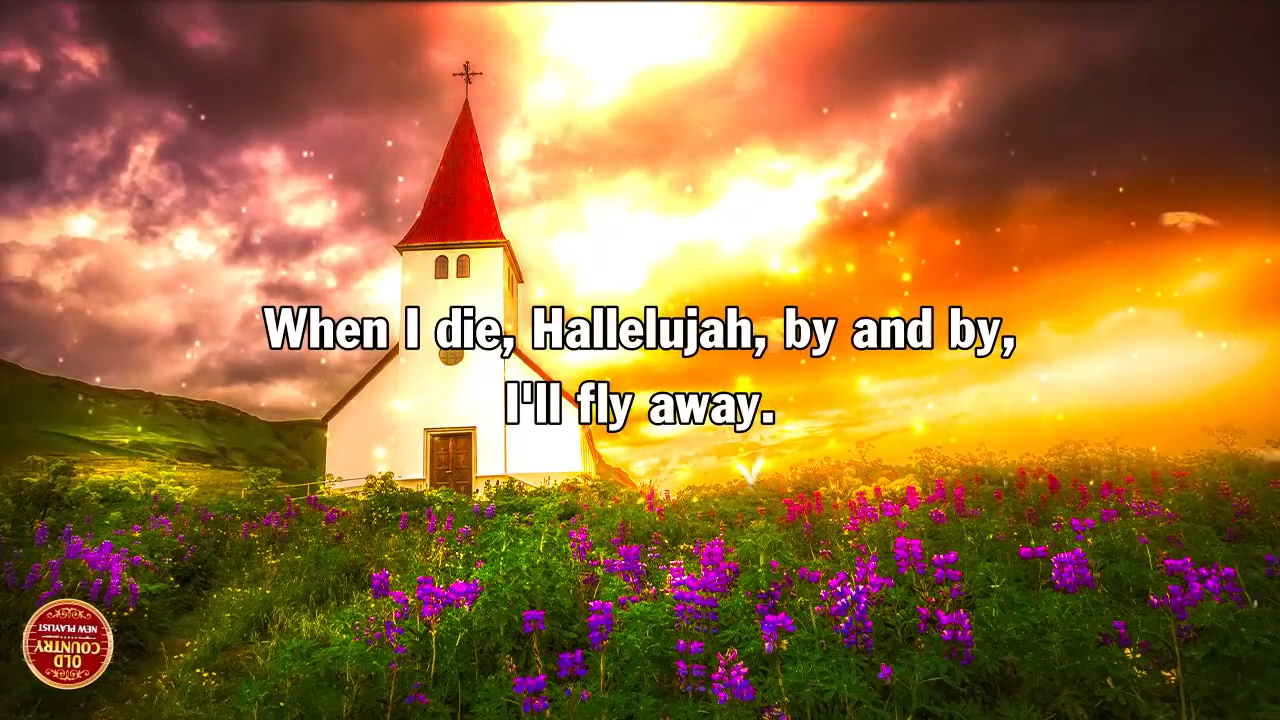 When I die, Hallelujah, by and by,
I'll fly away.
OLD
COUNTRY
NEW PLAYLIST